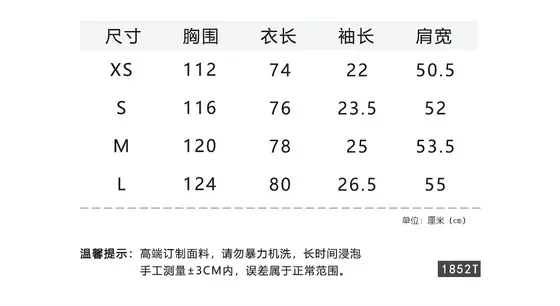 尺寸 胸围 衣长 袖长 肩宽
XS 112 74 22 50.5
S 116 76 23.5 52
M 120 78 25 53.5
L 124 80 26.5 55
单位：厘米（cm）
温馨提示：高端订制面料，请勿暴力机洗，长时间浸泡
手工测量±3CM内，误差属于正常范围。
1852T